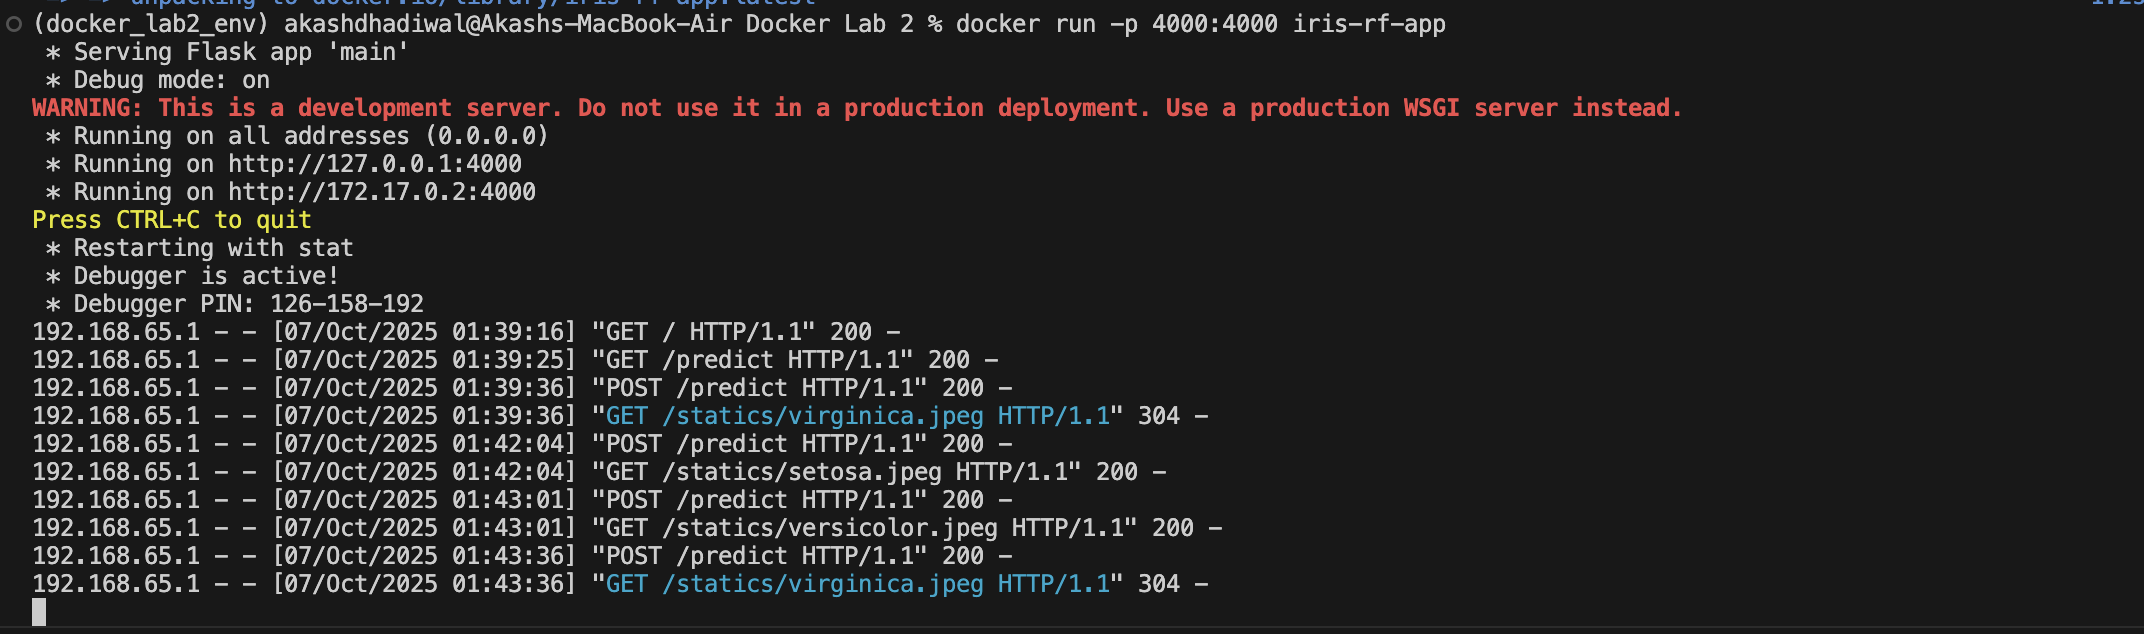 unpacking to docker.io/library/iris-rf-app:latest
(docker_lab2_env) akashdhadiwal@Akashs-MacBook-Air Docker Lab 2 % docker run -p 4000:4000 iris-rf-app
* Serving Flask app 'main'
* Debug mode: on
WARNING: This is a development server. Do not use it in a production deployment. Use a production WSGI server instead.
* Running on all addresses (0.0.0.0)
* Running on http://127.0.0.1:4000
* Running on http://172.17.0.2:4000
Press CTRL+C to quit
* Restarting with stat
* Debugger is active!
* Debugger PIN: 126-158-192
192.168.65.1 - - [07/Oct/2025 01:39:16] "GET / HTTP/1.1" 200 -
192.168.65.1 - - [07/Oct/2025 01:39:25] "GET /predict HTTP/1.1" 200 -
192.168.65.1 - - [07/Oct/2025 01:39:36] "POST /predict HTTP/1.1" 200 -
192.168.65.1 - - [07/Oct/2025 01:39:36] "GET /statics/virginica.jpeg HTTP/1.1" 304 -
192.168.65.1 - - [07/Oct/2025 01:42:04] "POST /predict HTTP/1.1" 200 -
192.168.65.1 - - [07/Oct/2025 01:42:04] "GET /statics/setosa.jpeg HTTP/1.1" 200 -
192.168.65.1 - - [07/Oct/2025 01:43:01] "POST /predict HTTP/1.1" 200 -
192.168.65.1 - - [07/Oct/2025 01:43:01] "GET /statics/versicolor.jpeg HTTP/1.1" 200 -
192.168.65.1 - - [07/Oct/2025 01:43:36] "POST /predict HTTP/1.1" 200 -
192.168.65.1 - - [07/Oct/2025 01:43:36] "GET /statics/virginica.jpeg HTTP/1.1" 304 -